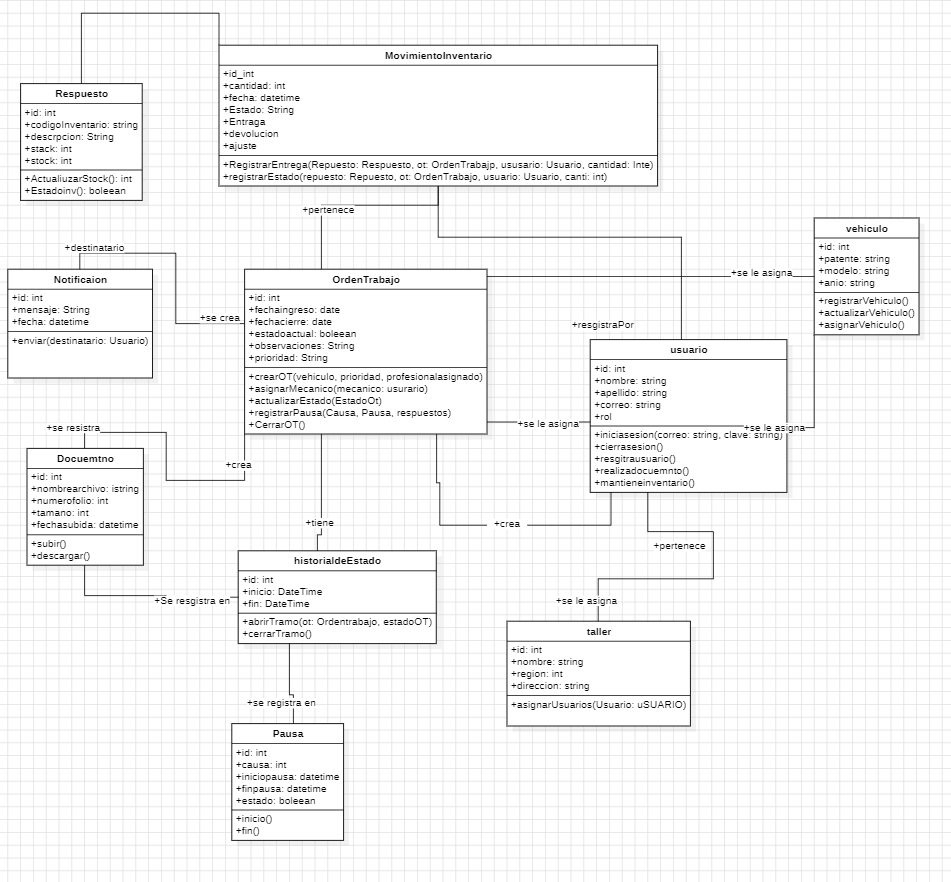 MovimientoInventario
+id_int
+cantidad: int
+fecha: datetime
+Estado: String
+Entraga
+devolucion
+ajuste
+RegistrarEntrega(Repuesto: Respuesto, ot: OrdenTrabajp, ususario: Usuario, cantidad: Inte)
+registrarEstado(repuesto: Repuesto, ot: OrdenTrabajo, usuario: Usuario, canti: int)
Respuesto
+id: int
+codigoInventario: string
+descrpcion: String
+stack: int
+stock: int
+ActualiuzarStock(): int
+Estadoinv(): boleean
+pertenece
+destinatario
Notificaion
+id: int
+mensaje: String
+fecha: datetime
+enviar(destinatario: Usuario)
+se crea
OrdenTrabajo
+id: int
+fechaingreso: date
+fechacierre: date
+estadoactual: boleean
+observaciones: String
+prioridad: String
+crearOT(vehiculo, prioridad, profesionalasignado)
+asignarMecanico(mecanico: usurario)
+actualizarEstado(EstadoOt)
+registrarPausa(Causa, Pausa, respuestos)
+CerrarOT()
+se le asigna
vehiculo
+id: int
+patente: string
+modelo: string
+anio: string
+registrarVehiculo()
+actualizarVehiculo()
+asignarVehiculo()
+resgistraPor
usuario
+id: int
+nombre: string
+apellido: string
+correo: string
+rol
+iniciasesion(correo: string, clave: string)
+cierrasesion()
+resgitrausuario()
+realizadocuemnto()
+mantieneinventario()
+se le asigna
+se le asigna
+se resistra
Docuemtno
+id: int
+nombrearchivo: istring
+numerofolio: int
+tamano: int
+fechasubida: datetime
+subir()
+descargar()
+crea
+tiene
+crea
+Se resgistra en
historialdeEstado
+id: int
+inicio: DateTime
+fin: DateTime
+abrirTramo(ot: Ordentrabajo, estadoOT)
+cerrarTramo()
+pertenece
+se le asigna
taller
+id: int
+nombre: string
+region: int
+direccion: string
+asignarUsuarios(Usuario: uSUARIO)
+se registra en
Pausa
+id: int
+causa: int
+iniciopausa: datetime
+finpausa: datetime
+estado: boleean
+inicio()
+fin()